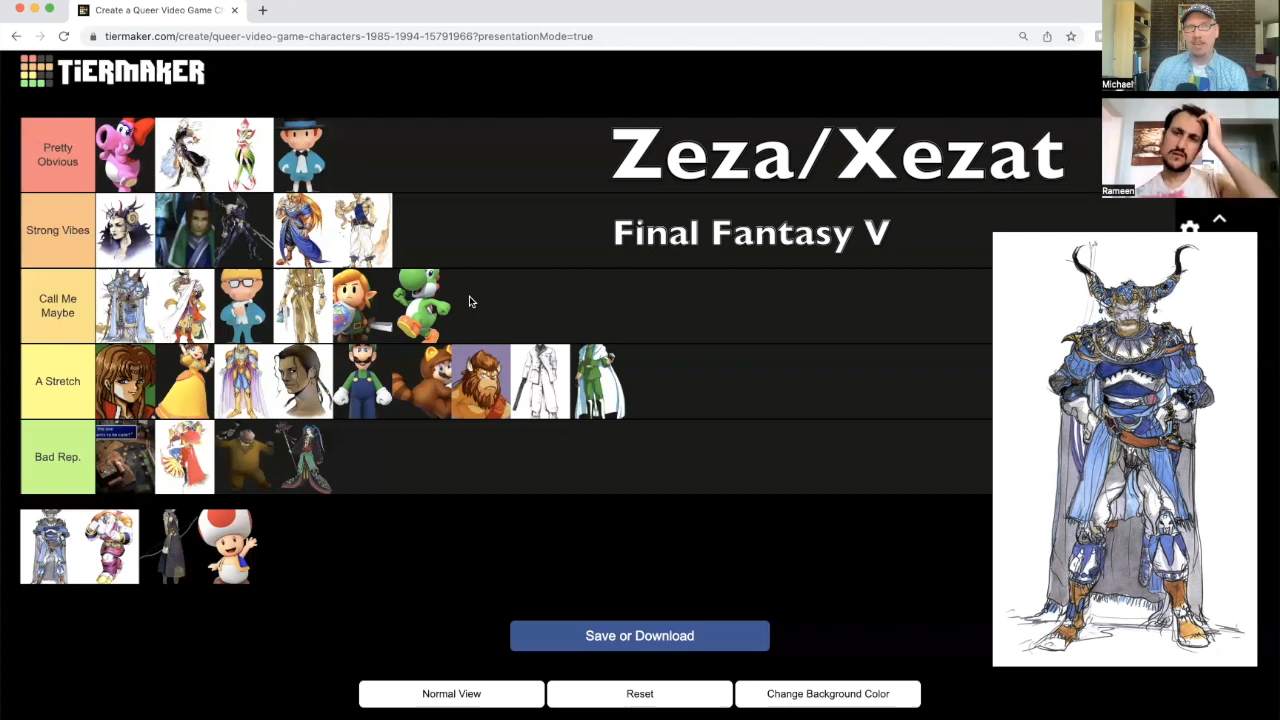 Create a Queer Video Game Ch
tiermaker.com/create/queer-video-game-characters-1985-1994-15791966?presentationMode=true
Michael
TiERMAKER
Pretty
Obvious
Zeza/Xezat
Rameen
Strong Vibes
Final Fantasy V
Call Me
Maybe
A Stretch
Bad Rep.
Save or Download
Normal View
Reset
Change Background Color